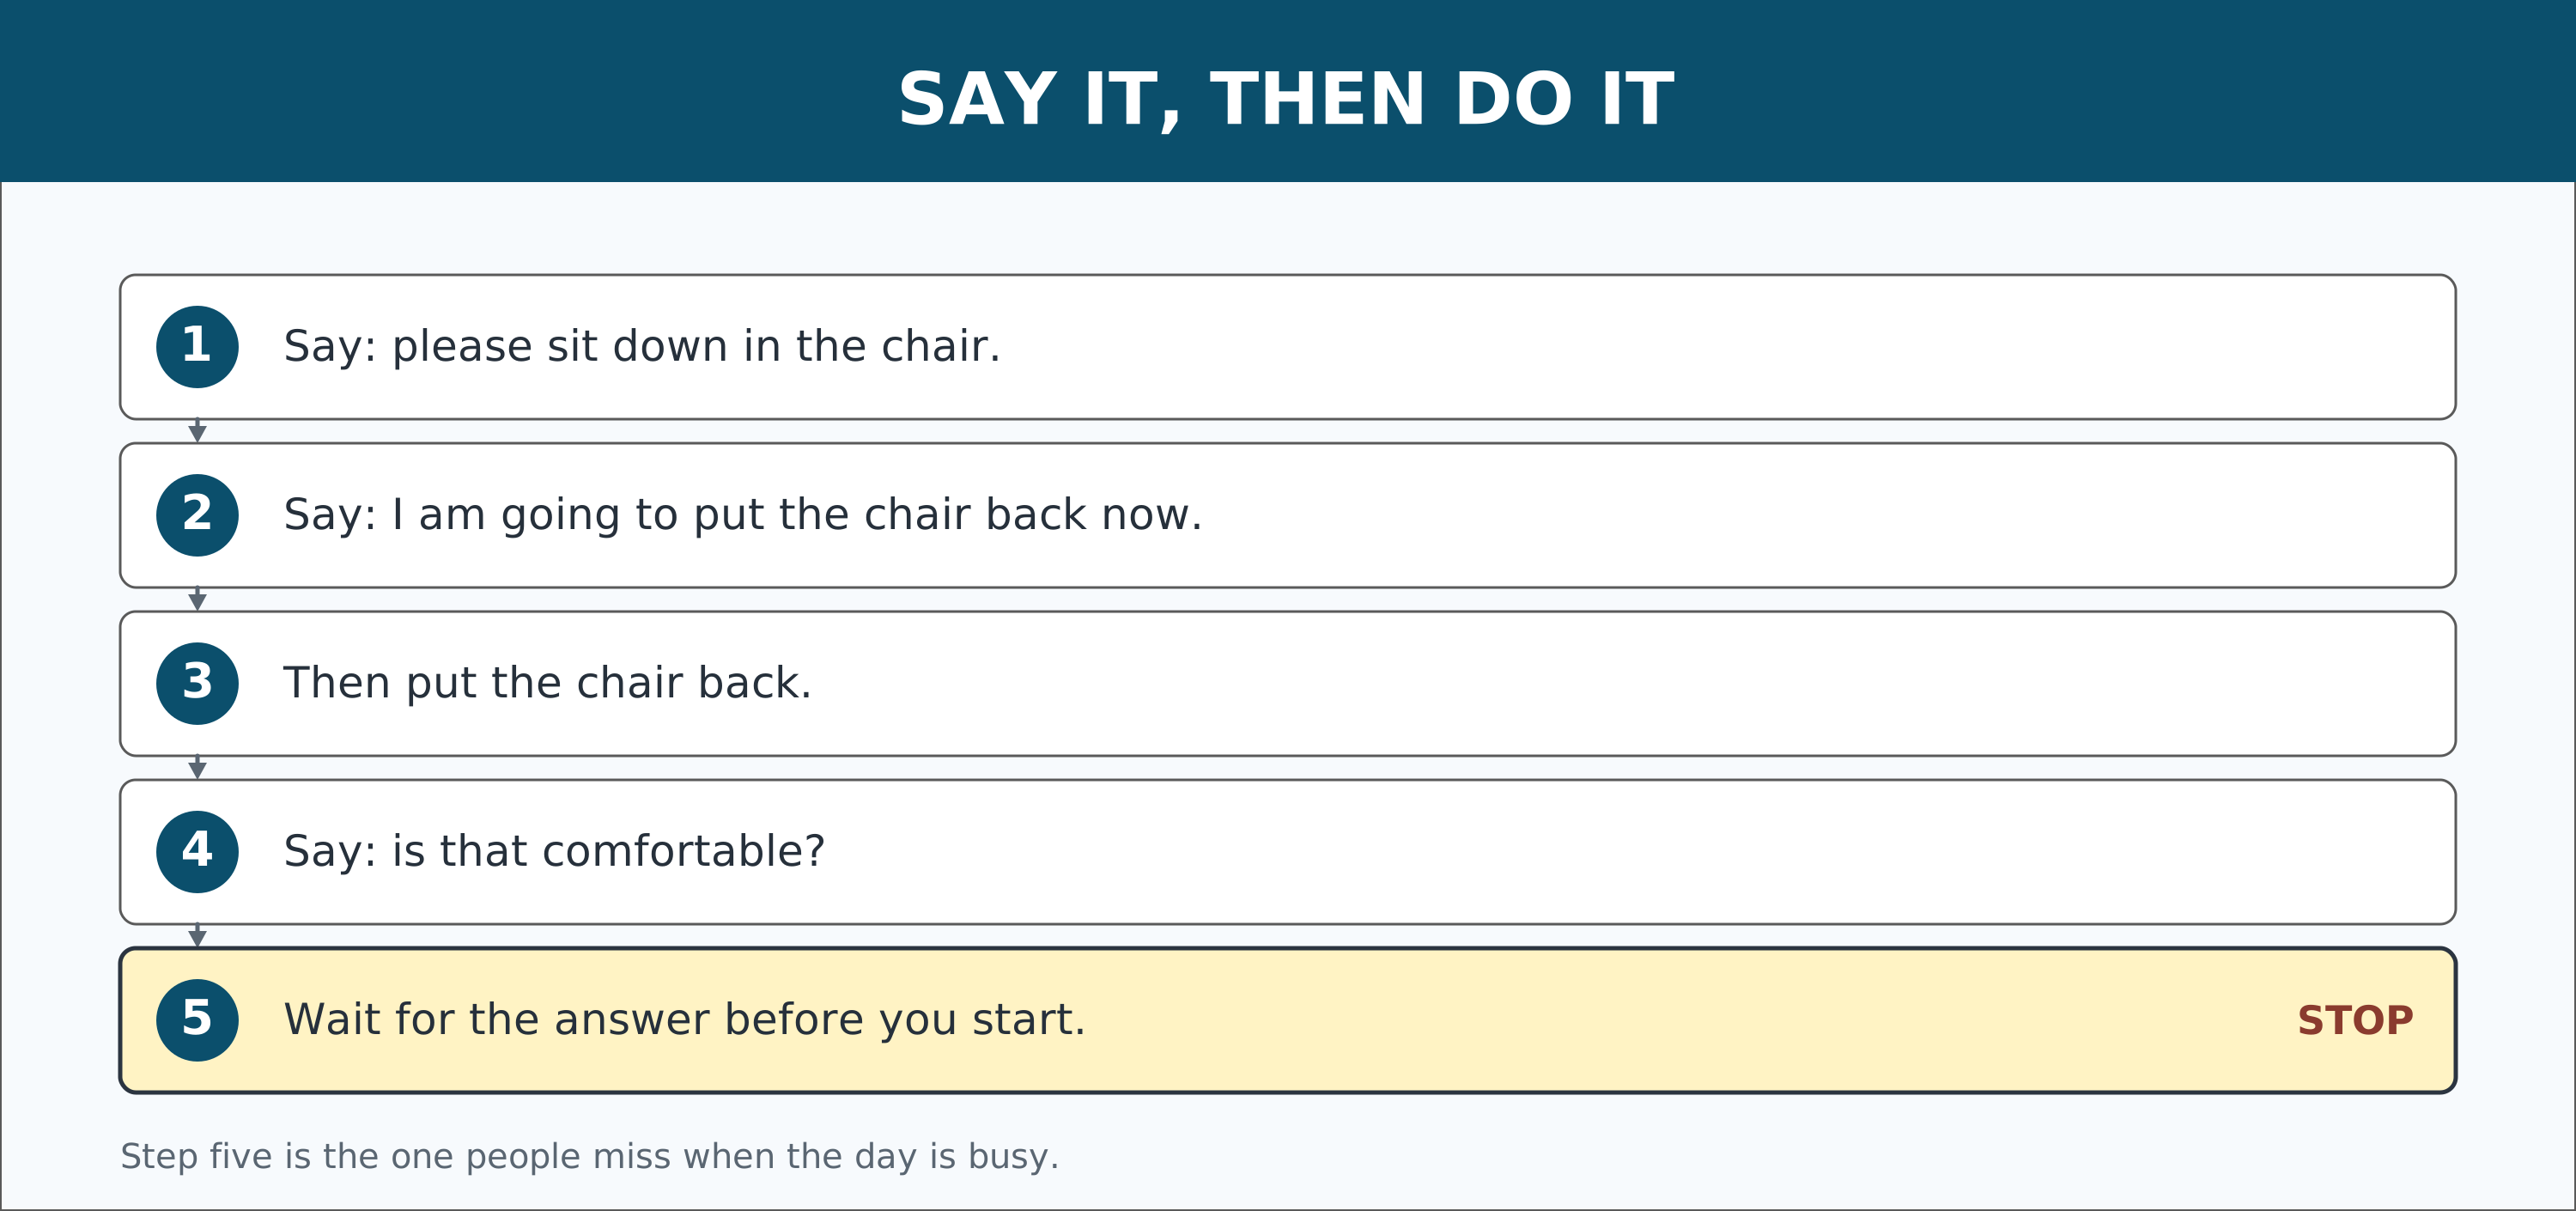 SAY IT, THEN DO IT
1 Say: please sit down in the chair.
2 Say: I am going to put the chair back now.
3 Then put the chair back.
4 Say: is that comfortable?
5 Wait for the answer before you start. STOP
Step five is the one people miss when the day is busy.